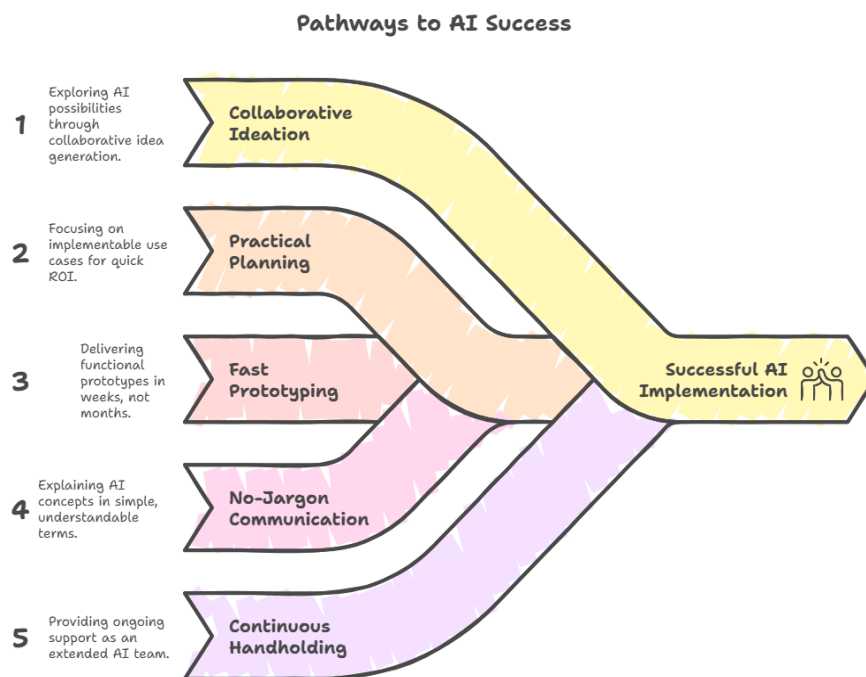 Pathways to AI Success
1
Exploring AI
possibilities
through
collaborative idea
generation.
Collaborative
Ideation
2
Focusing on
implementable use
cases for quick
ROI.
Practical
Planning
3
Delivering
functional
prototypes in
weeks, not
months.
Fast
Prototyping
Successful AI
Implementation
4
Explaining AI
concepts in simple,
understandable
terms.
No-Jargon
Communication
5
Providing ongoing
support as an
extended AI team.
Continuous
Handholding